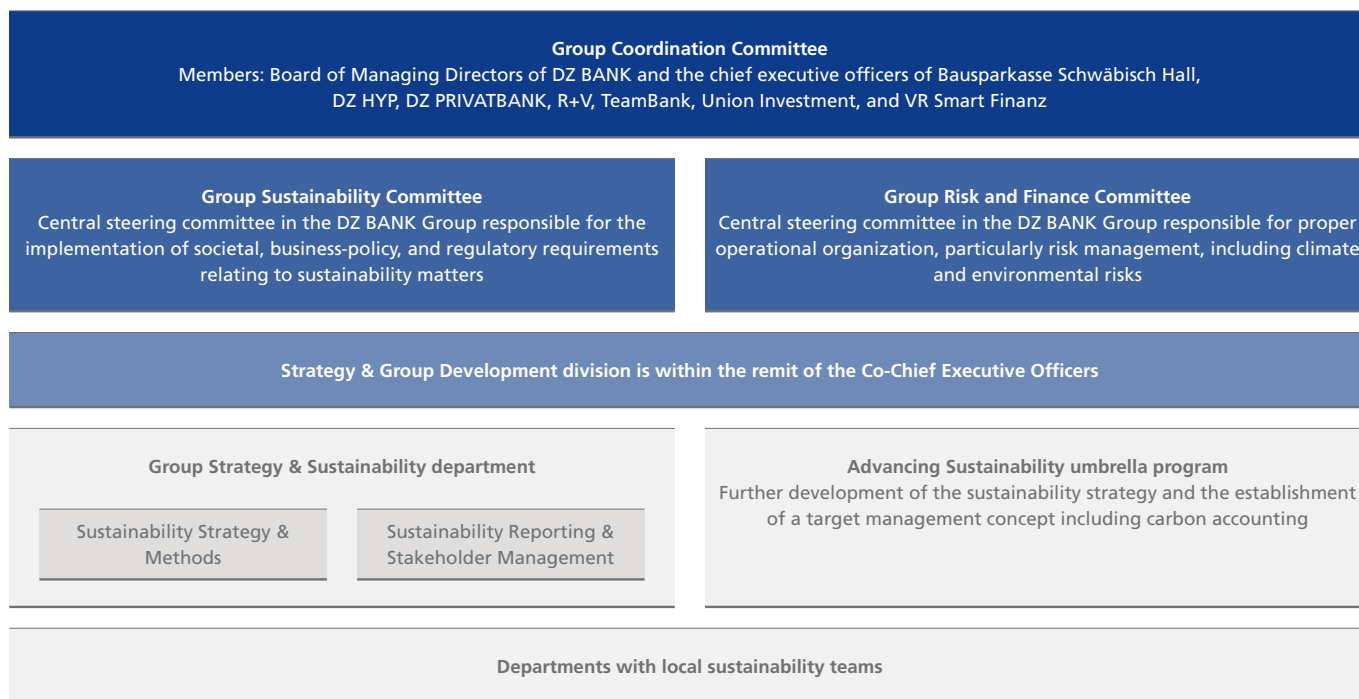 Group Coordination Committee
Members: Board of Managing Directors of DZ BANK and the chief executive officers of Bausparkasse Schwäbisch Hall,
DZ HYP, DZ PRIVATBANK, R+V, TeamBank, Union Investment, and VR Smart Finanz
Group Sustainability Committee
Central steering committee in the DZ BANK Group responsible for the
implementation of societal, business-policy, and regulatory requirements
relating to sustainability matters
Group Risk and Finance Committee
Central steering committee in the DZ BANK Group responsible for proper
operational organization, particularly risk management, including climate
and environmental risks
Strategy & Group Development division is within the remit of the Co-Chief Executive Officers
Group Strategy & Sustainability department
Sustainability Strategy &
Methods
Sustainability Reporting &
Stakeholder Management
Advancing Sustainability umbrella program
Further development of the sustainability strategy and the establishment
of a target management concept including carbon accounting
Departments with local sustainability teams